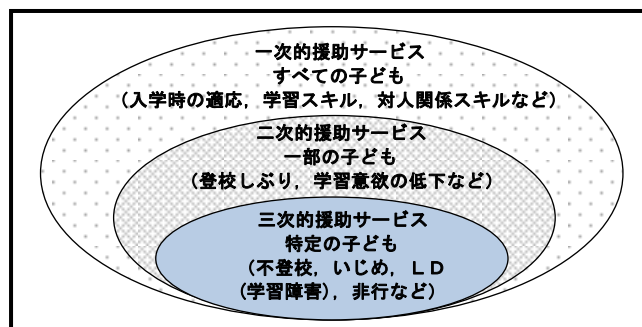 一次的援助サービス
すべての子ども
（入学時の適応，学習スキル，対人関係スキルなど）
二次的援助サービス
一部の子ども
（登校しぶり，学習意欲の低下など）
三次的援助サービス
特定の子ども
（不登校，いじめ，ＬＤ
（学習障害），非行など）